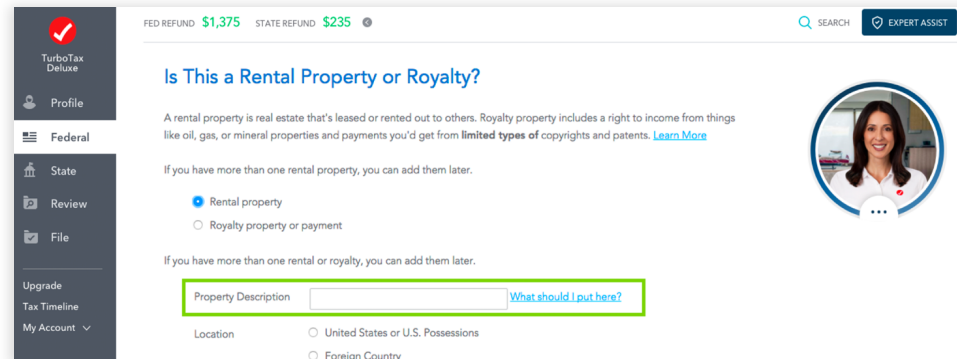 FED REFUND $1,375 STATE REFUND $235
SEARCH
EXPERT ASSIST
TurboTax
Deluxe
Profile
Federal
State
Review
File
Upgrade
Tax Timeline
My Account
Is This a Rental Property or Royalty?
A rental property is real estate that's leased or rented out to others. Royalty property includes a right to income from things
like oil, gas, or mineral properties and payments you'd get from limited types of copyrights and patents. Learn More
If you have more than one rental property, you can add them later.
Rental property
Royalty property or payment
If you have more than one rental or royalty, you can add them later.
Property Description What should I put here?
Location United States or U.S. Possessions
Foreign Country